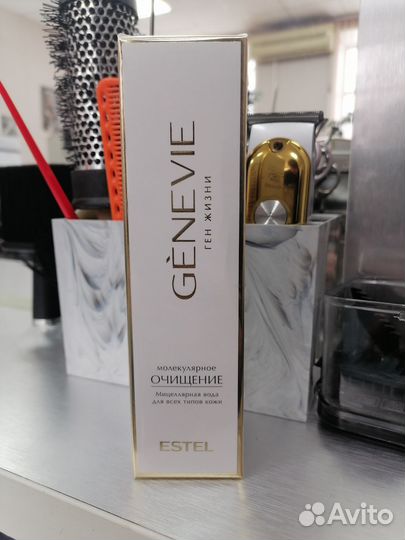 GÈNEVIE
ГЕН ЖИЗНИ
молекулярное
ОЧИЩЕНИЕ
Мицеллярная вода
для всех типов кожи
ESTEL
Avito